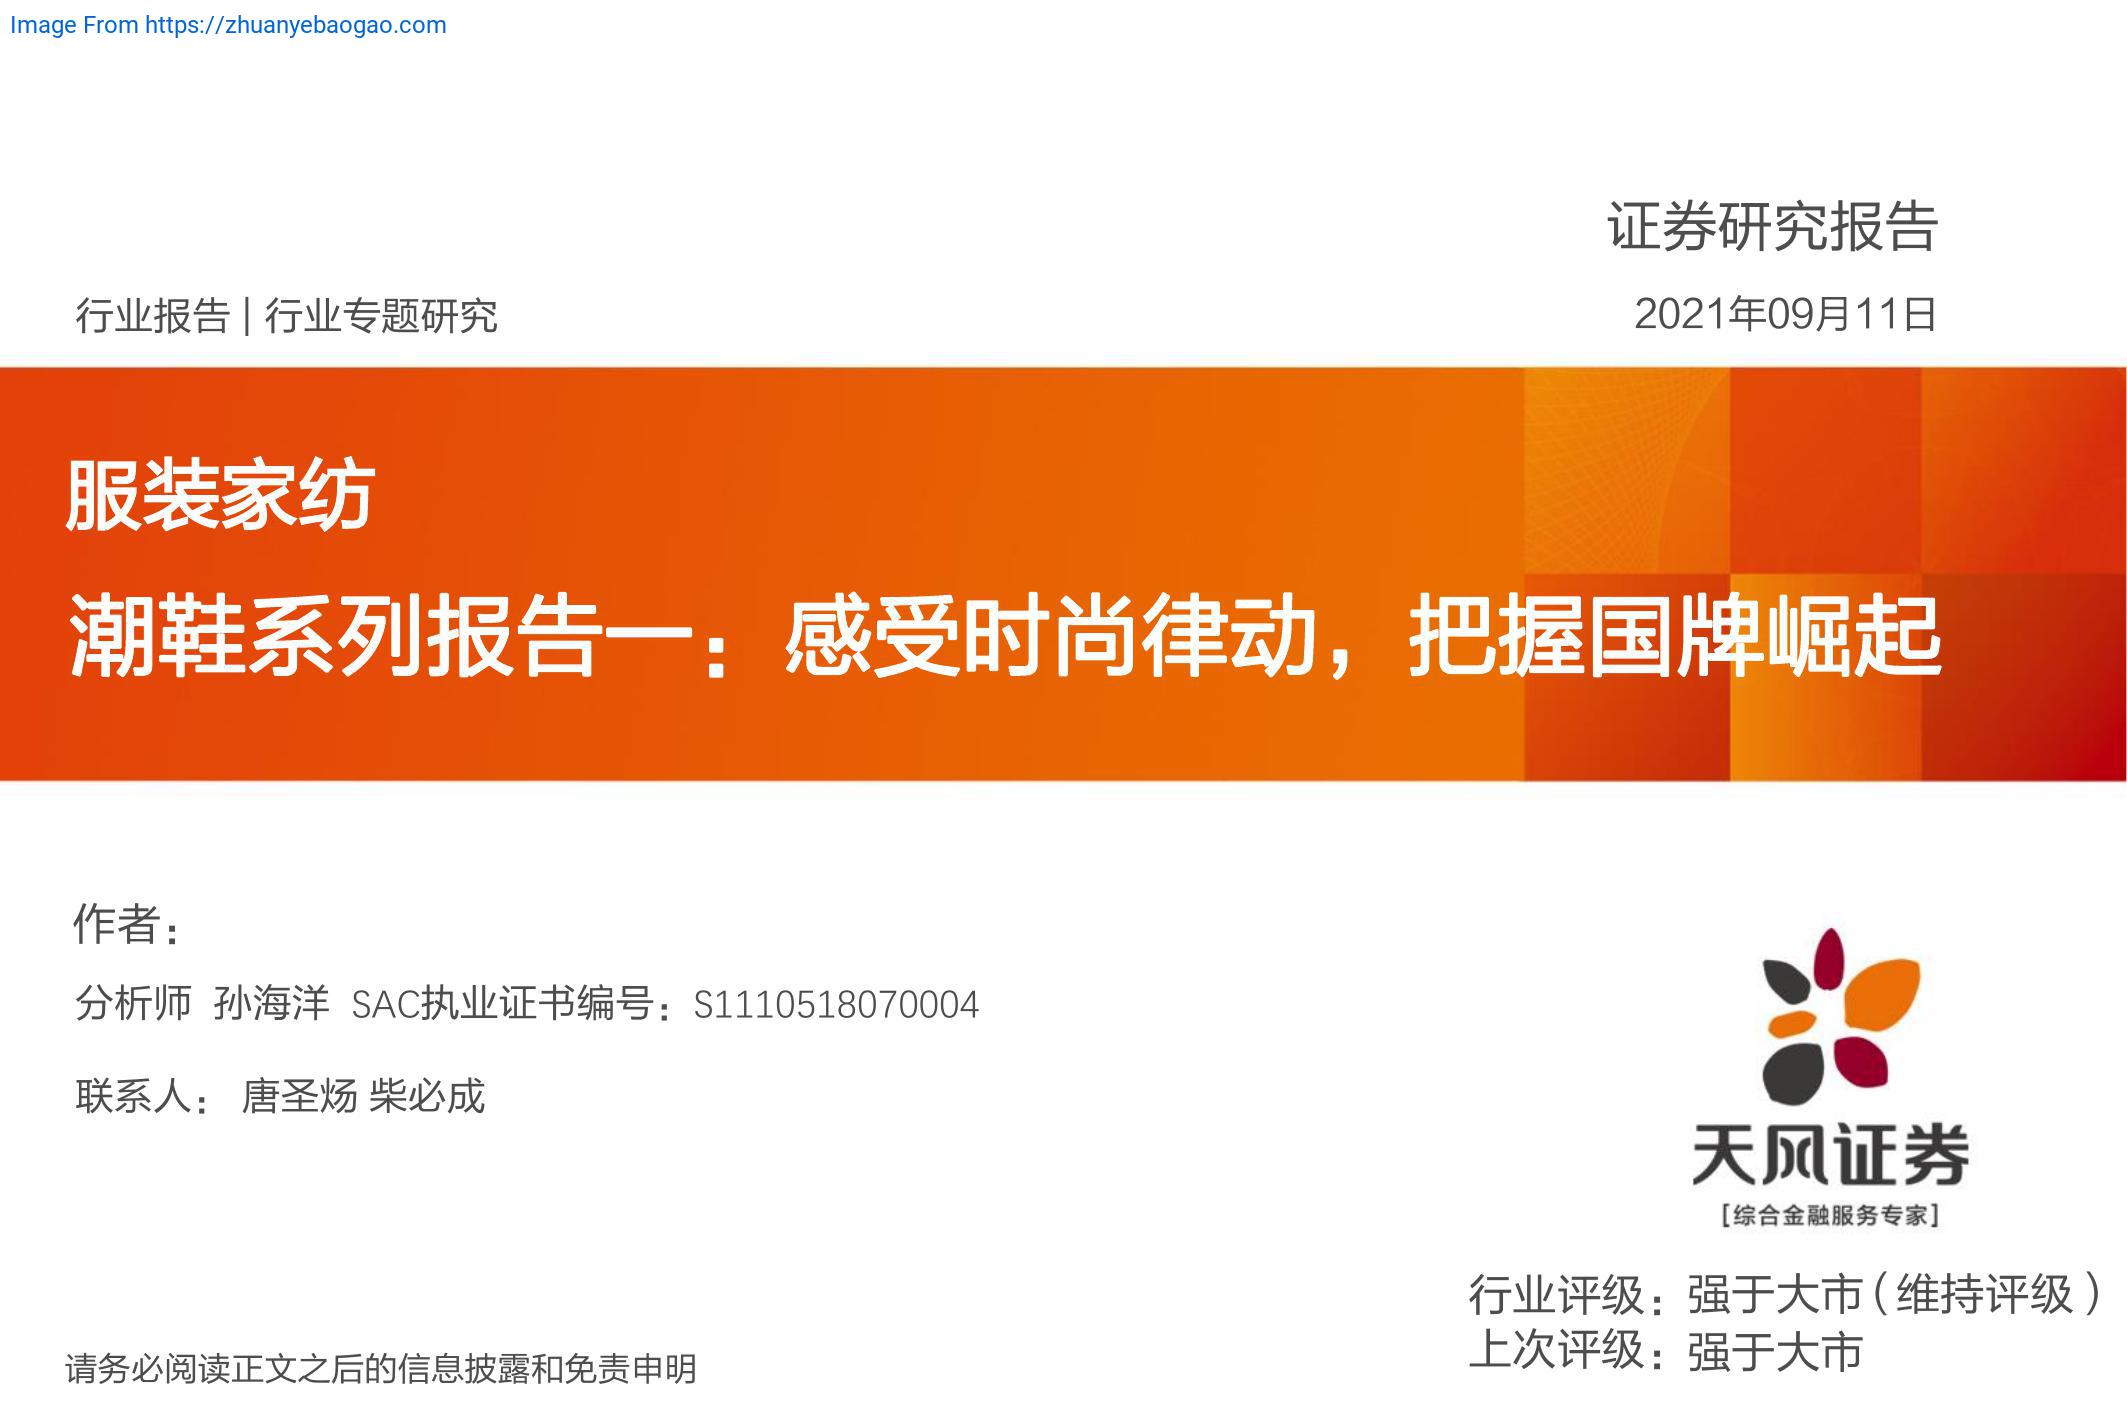 Image From https://zhuanyebaogao.com
证券研究报告
行业报告 | 行业专题研究
2021年09月11日
服装家纺
潮鞋系列报告一：感受时尚律动，把握国牌崛起
作者：
分析师 孙海洋 SAC执业证书编号：S1110518070004
联系人： 唐圣炀 柴必成
天风证券
[综合金融服务专家]
行业评级：强于大市（维持评级）
上次评级：强于大市
请务必阅读正文之后的信息披露和免责申明